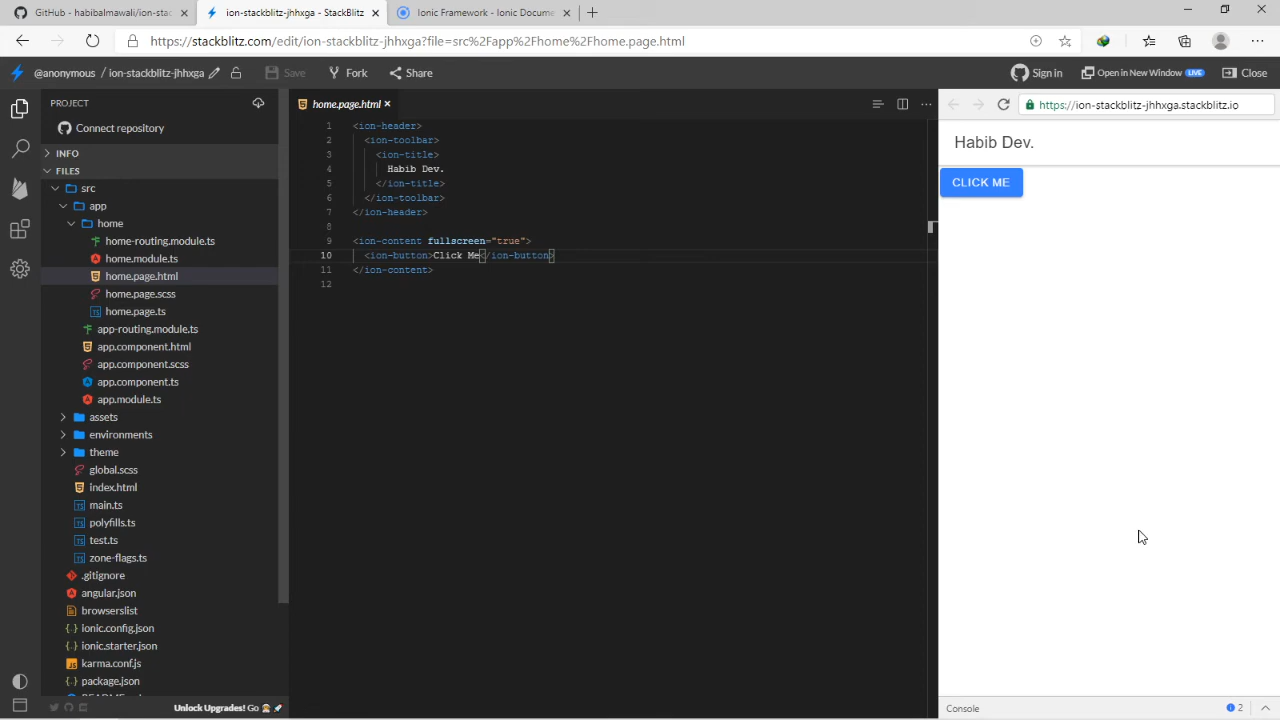 GitHub - habibalmawali/ion-stac
ion-stackblitz-jhhxga - StackBlitz
Ionic Framework - Ionic Docume
https://stackblitz.com/edit/ion-stackblitz-jhhxga?file=src%2Fapp%2Fhome%2Fhome.page.html
@anonymous / ion-stackblitz-jhhxga
Save
Fork
Share
Sign in
Open in New Window LIVE
Close
PROJECT
Connect repository
INFO
FILES
src
app
home
home-routing.module.ts
home.module.ts
home.page.html
home.page.scss
home.page.ts
app-routing.module.ts
app.component.html
app.component.scss
app.component.ts
app.module.ts
assets
environments
theme
global.scss
index.html
main.ts
polyfills.ts
test.ts
zone-flags.ts
.gitignore
angular.json
browserslist
ionic.config.json
ionic.starter.json
karma.conf.js
package.json
Unlock Upgrades! Go
home.page.html
1 <ion-header>
2 <ion-toolbar>
3 <ion-title>
4 Habib Dev.
5 </ion-title>
6 </ion-toolbar>
7 </ion-header>
8
9 <ion-content fullscreen="true">
10 <ion-button>Click Me</ion-button>
11 </ion-content>
12
https://ion-stackblitz-jhhxga.stackblitz.io
Habib Dev.
CLICK ME
Console
2